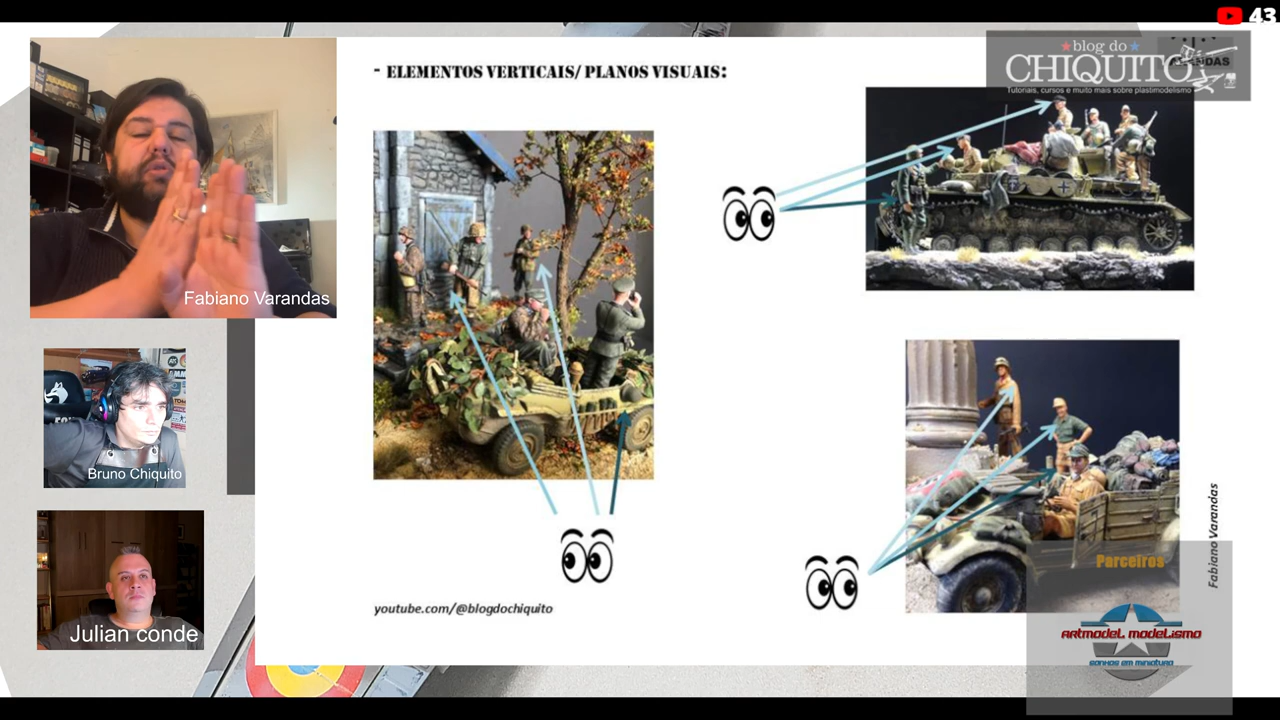 43
blog do
CHIQUITO
Tutoriais, cursos e muito mais sobre plastimodelismo
- ELEMENTOS VERTICAIS/ PLANOS VISUAIS:
Fabiano Varandas
Bruno Chiquito
Julian conde
youtube.com/@blogdochiquito
Fabiano Varandas
Parceiros
ARTMODEL MODELISMO
SONHOS EM MINIATURA